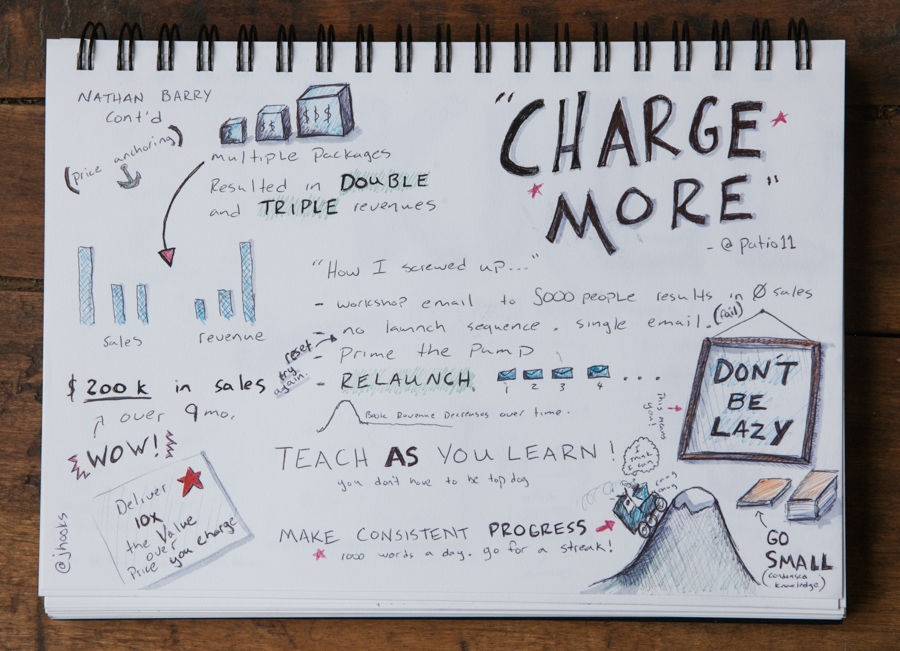 NATHAN BARRY
Cont'd
(price anchoring)
$$ $$$
multiple packages
Resulted in DOUBLE
and TRIPLE revenues
"CHARGE
MORE"
- @patio11
sales
revenue
$200k in sales
over 9 mo.
WOW!
Deliver
10x
the Value
over
Price you charge
@jhooks
"How I screwed up..."
- workshop email to 5000 people results in Ø sales
- no launch sequence. single email. (fail)
- Prime the Pump
reset
try
again.
- RELAUNCH
1 2 3 4 ...
Book Revenue Decreases over time.
TEACH AS YOU LEARN!
you don't have to be top dog
MAKE CONSISTENT PROGRESS
1000 words a day. go for a streak!
I think
I can
chug
chug
This means
you!
DON'T
BE
LAZY
GO
SMALL
(condensed
knowledge)